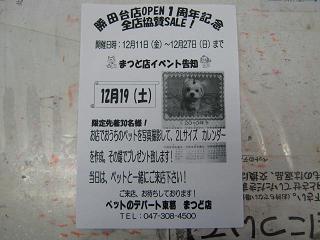 勝田台店OPEN1周年記念
全店協賛SALE!
開催日時:12月11日(金)~12月27日(日)まで
まつど店イベント告知
12月19(土)
限定先着30名様!
お店でおうちのペットを写真撮影して、2Lサイズ カレンダー
を作成。その場でプレゼント致します!
当日は、ペットと一緒にご来店下さい!
ご来店、お待ちしております!
ペットのデパート東葛 まつど店
TEL:047-308-4500